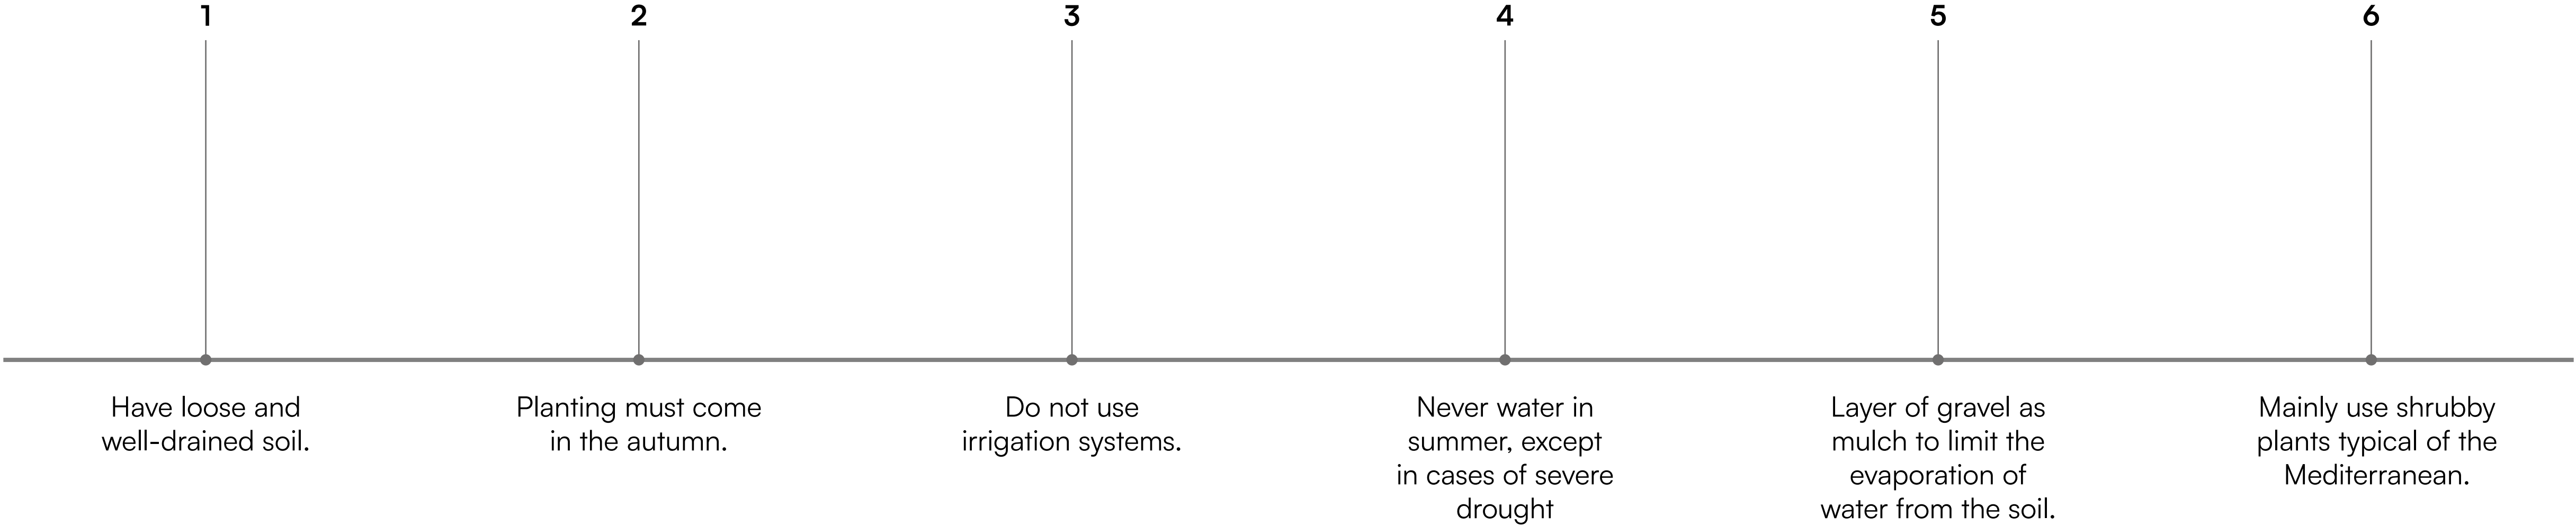 1
Have loose and
well-drained soil.
2
Planting must come
in the autumn.
3
Do not use
irrigation systems.
4
Never water in
summer, except
in cases of severe
drought
5
Layer of gravel as
mulch to limit the
evaporation of
water from the soil.
6
Mainly use shrubby
plants typical of the
Mediterranean.